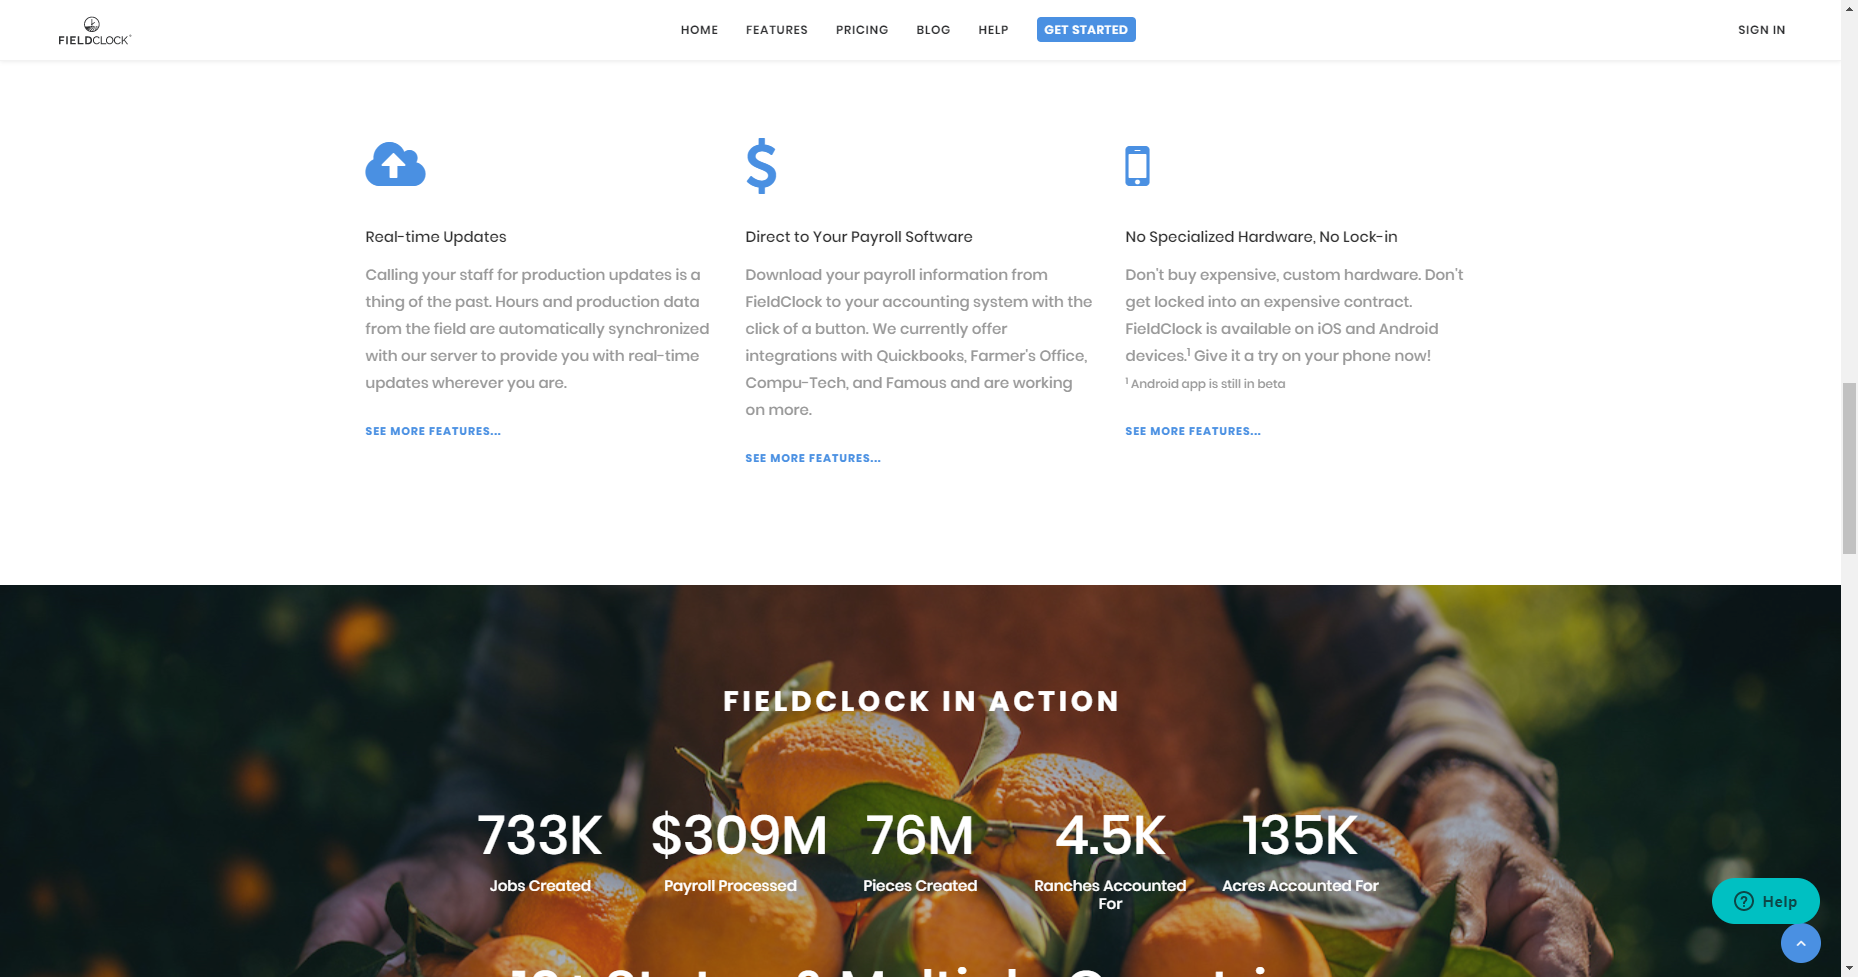 FIELDCLOCK
HOME FEATURES PRICING BLOG HELP GET STARTED SIGN IN
Real-time Updates
Calling your staff for production updates is a
thing of the past. Hours and production data
from the field are automatically synchronized
with our server to provide you with real-time
updates wherever you are.
SEE MORE FEATURES...
Direct to Your Payroll Software
Download your payroll information from
FieldClock to your accounting system with the
click of a button. We currently offer
integrations with Quickbooks, Farmer's Office,
Compu-Tech, and Famous and are working
on more.
SEE MORE FEATURES...
No Specialized Hardware, No Lock-in
Don't buy expensive, custom hardware. Don't
get locked into an expensive contract.
FieldClock is available on iOS and Android
devices.¹ Give it a try on your phone now!
¹ Android app is still in beta
SEE MORE FEATURES...
FIELDCLOCK IN ACTION
733K
Jobs Created
$309M
Payroll Processed
76M
Pieces Created
4.5K
Ranches Accounted
For
135K
Acres Accounted For
Help